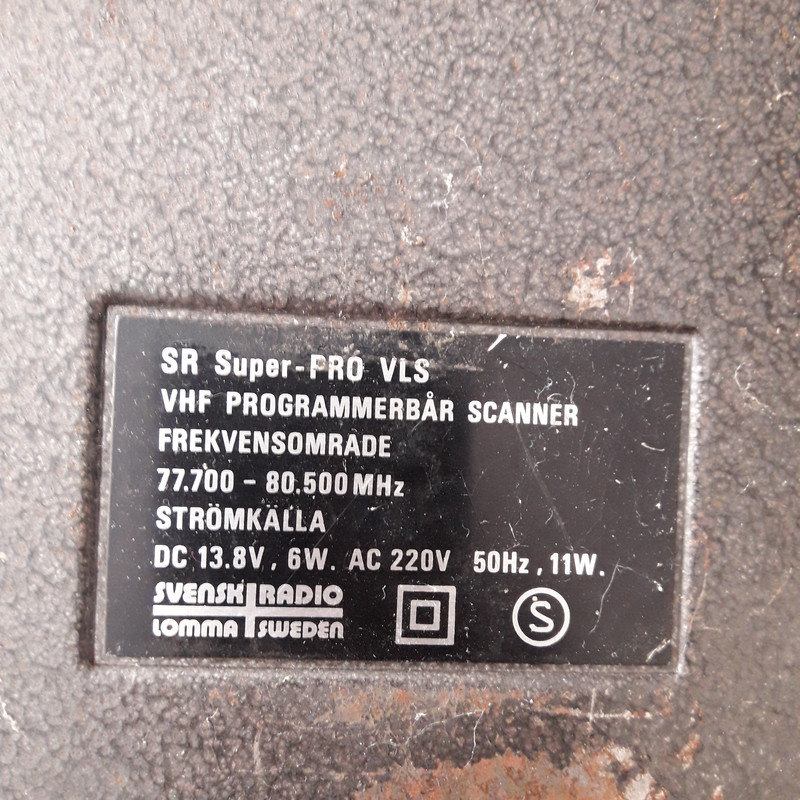 SR Super-PRO VLS
VHF PROGRAMMERBÅR SCANNER
FREKVENSOMRADE
77.700 - 80.500 MHz
STRÖMKÄLLA
DC 13.8V, 6W. AC 220V 50Hz, 11W.
SVENSK RADIO
LOMMA SWEDEN
S